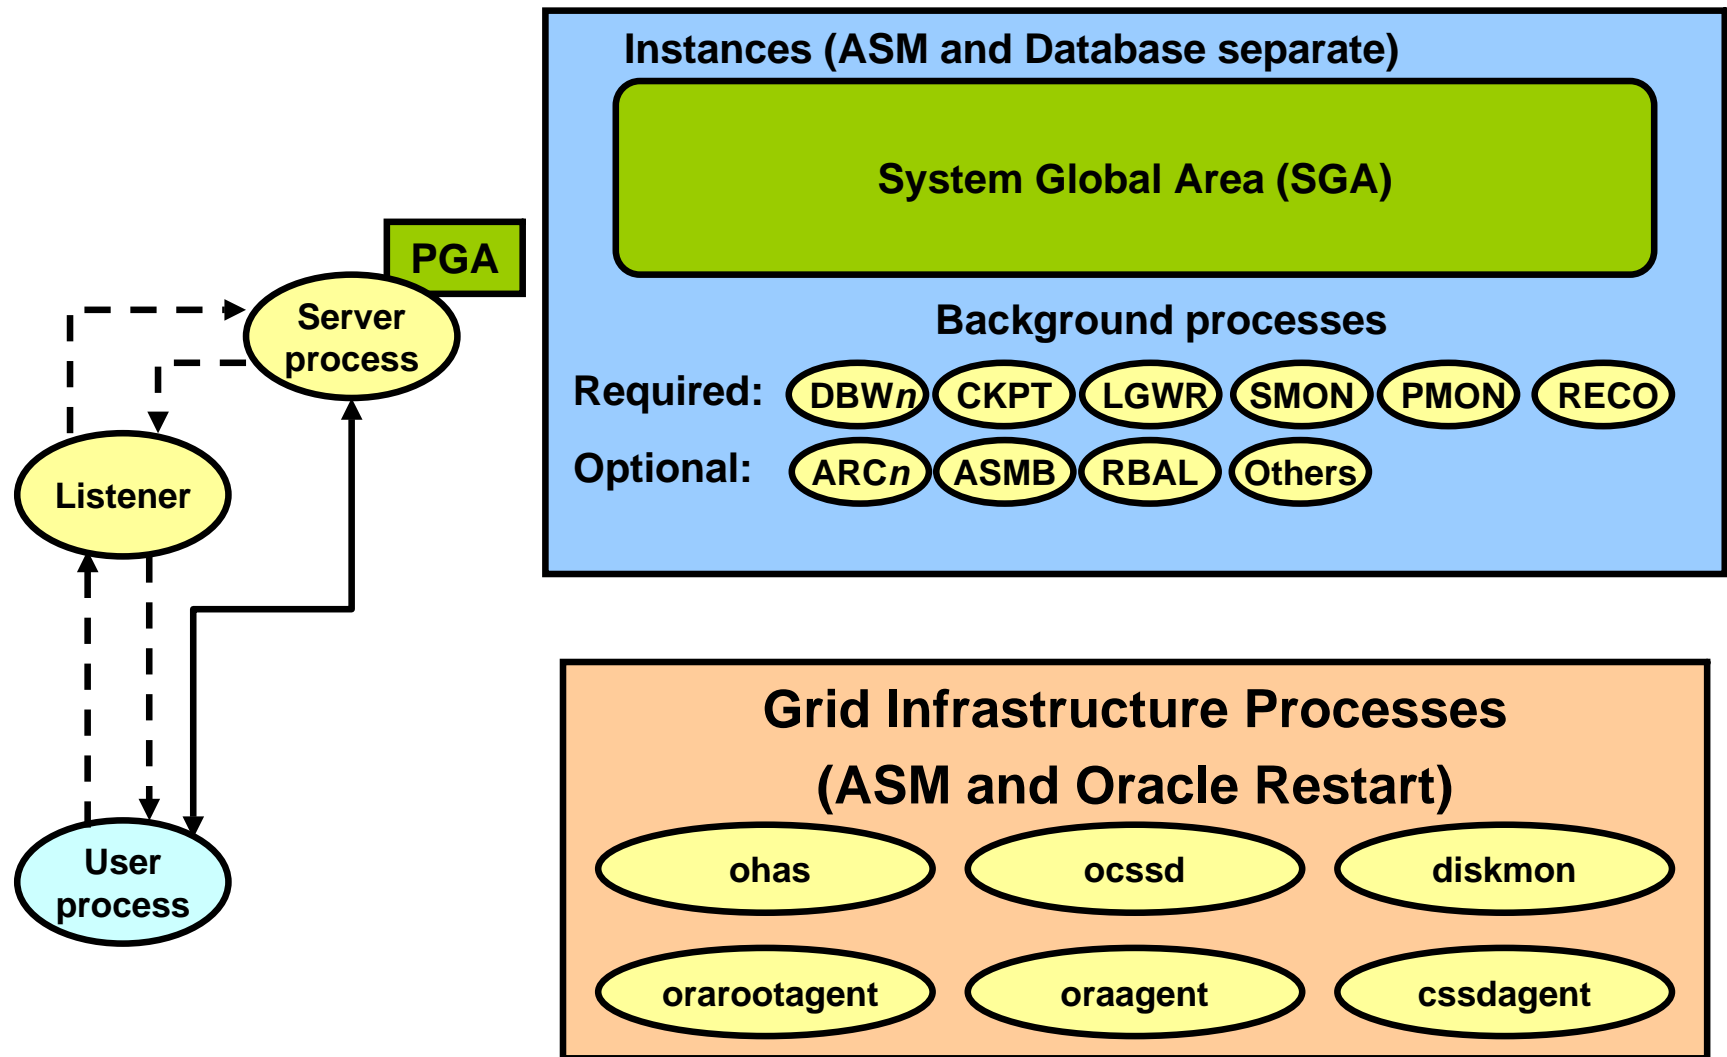 Instances (ASM and Database separate)
System Global Area (SGA)
PGA
Server
process
Background processes
Required: DBWn CKPT LGWR SMON PMON RECO
Optional: ARCn ASMB RBAL Others
Listener
User
process
Grid Infrastructure Processes
(ASM and Oracle Restart)
ohas ocssd diskmon
orarootagent oraagent cssdagent